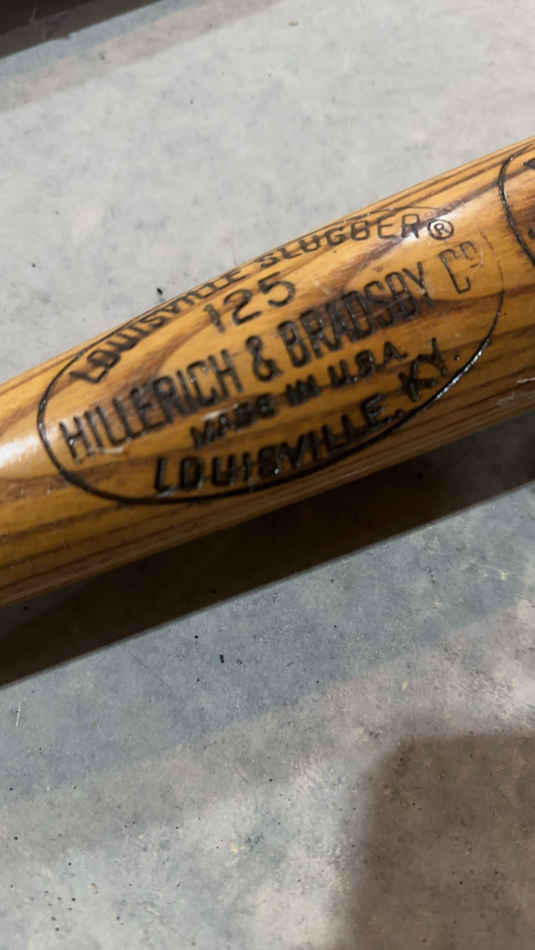 LOUISVILLE SLUGGER®
125
HILLERICH & BRADSBY Cº
MADE IN U.S.A.
LOUISVILLE, KY